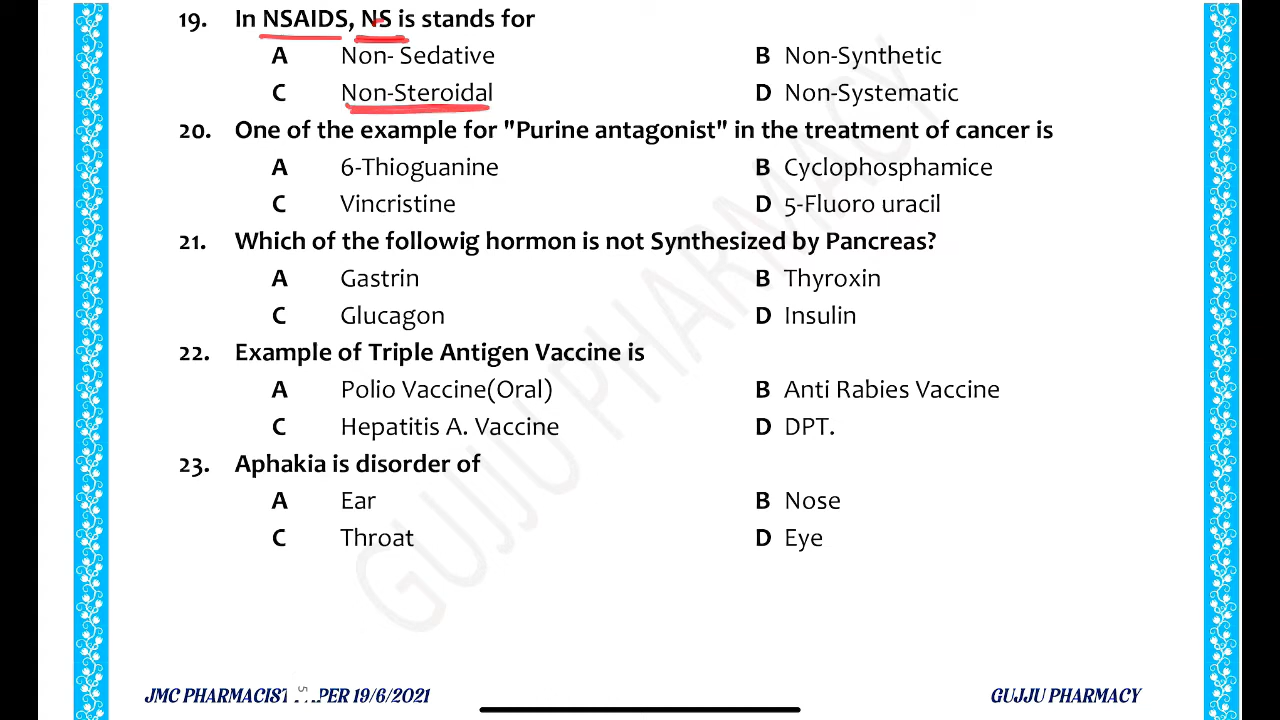 19. In NSAIDS, NS is stands for
A Non- Sedative B Non-Synthetic
C Non-Steroidal D Non-Systematic
20. One of the example for "Purine antagonist" in the treatment of cancer is
A 6-Thioguanine B Cyclophosphamice
C Vincristine D 5-Fluoro uracil
21. Which of the followig hormon is not Synthesized by Pancreas?
A Gastrin B Thyroxin
C Glucagon D Insulin
22. Example of Triple Antigen Vaccine is
A Polio Vaccine(Oral) B Anti Rabies Vaccine
C Hepatitis A. Vaccine D DPT.
23. Aphakia is disorder of
A Ear B Nose
C Throat D Eye
GUJJU PHARMACY
JMC PHARMACIST 19/6/2021 GUJJU PHARMACY